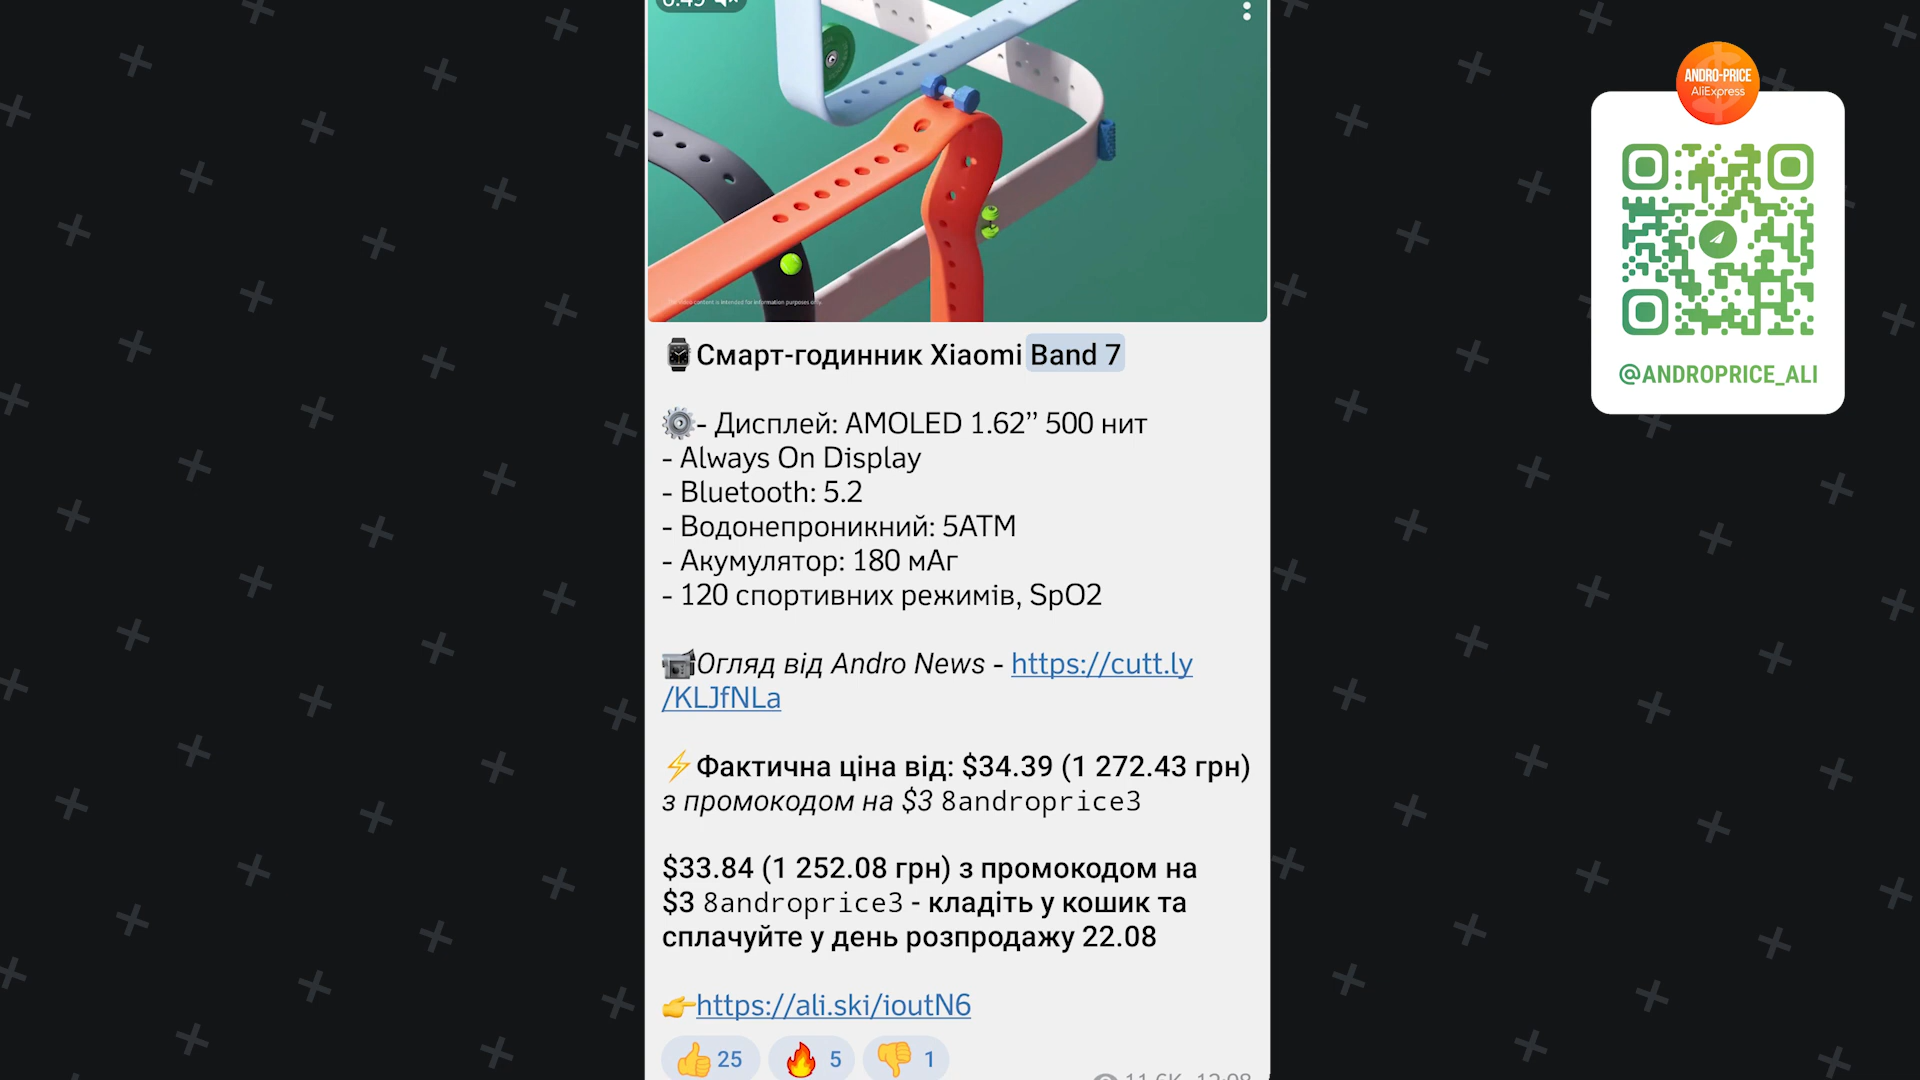 ANDRO-PRICE
AliExpress
@ANDROPRICE_ALI
Смарт-годинник Xiaomi Band 7
- Дисплей: AMOLED 1.62” 500 нит
- Always On Display
- Bluetooth: 5.2
- Водонепроникний: 5ATM
- Акумулятор: 180 мАг
- 120 спортивних режимів, SpO2
Огляд від Andro News - https://cutt.ly
/KLJfNLa
Фактична ціна від: $34.39 (1 272.43 грн)
з промокодом на $3 8androprice3
$33.84 (1 252.08 грн) з промокодом на
$3 8androprice3 - кладіть у кошик та
сплачуйте у день розпродажу 22.08
https://ali.ski/ioutN6
25 5 1